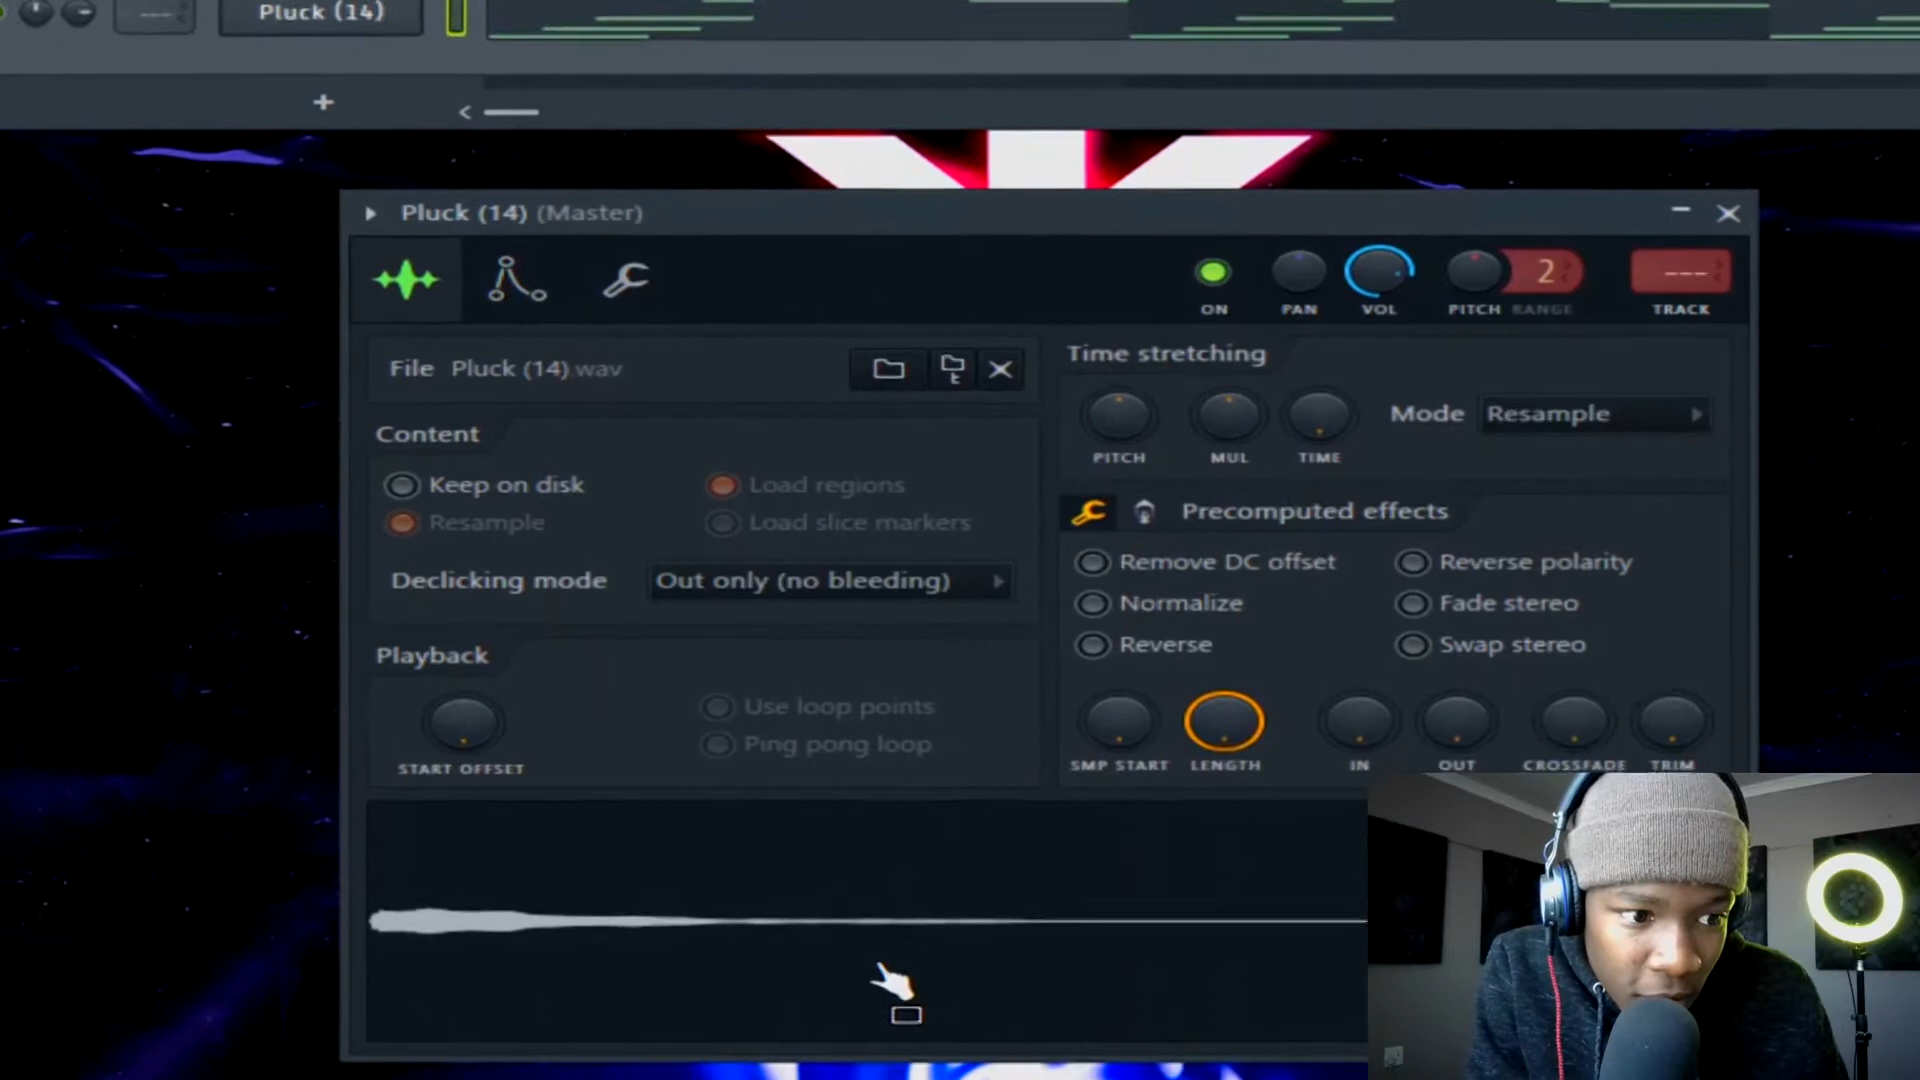 Pluck (14)
+
<
Pluck (14) (Master)
ON
PAN
VOL
PITCH
RANGE
2
---
TRACK
File Pluck (14).wav
Content
Keep on disk
Load regions
Resample
Load slice markers
Declicking mode
Out only (no bleeding)
Playback
START OFFSET
Use loop points
Ping pong loop
Time stretching
PITCH
MUL
TIME
Mode
Resample
Precomputed effects
Remove DC offset
Reverse polarity
Normalize
Fade stereo
Reverse
Swap stereo
SMP START
LENGTH
IN
OUT
CROSSFADE
TRIM